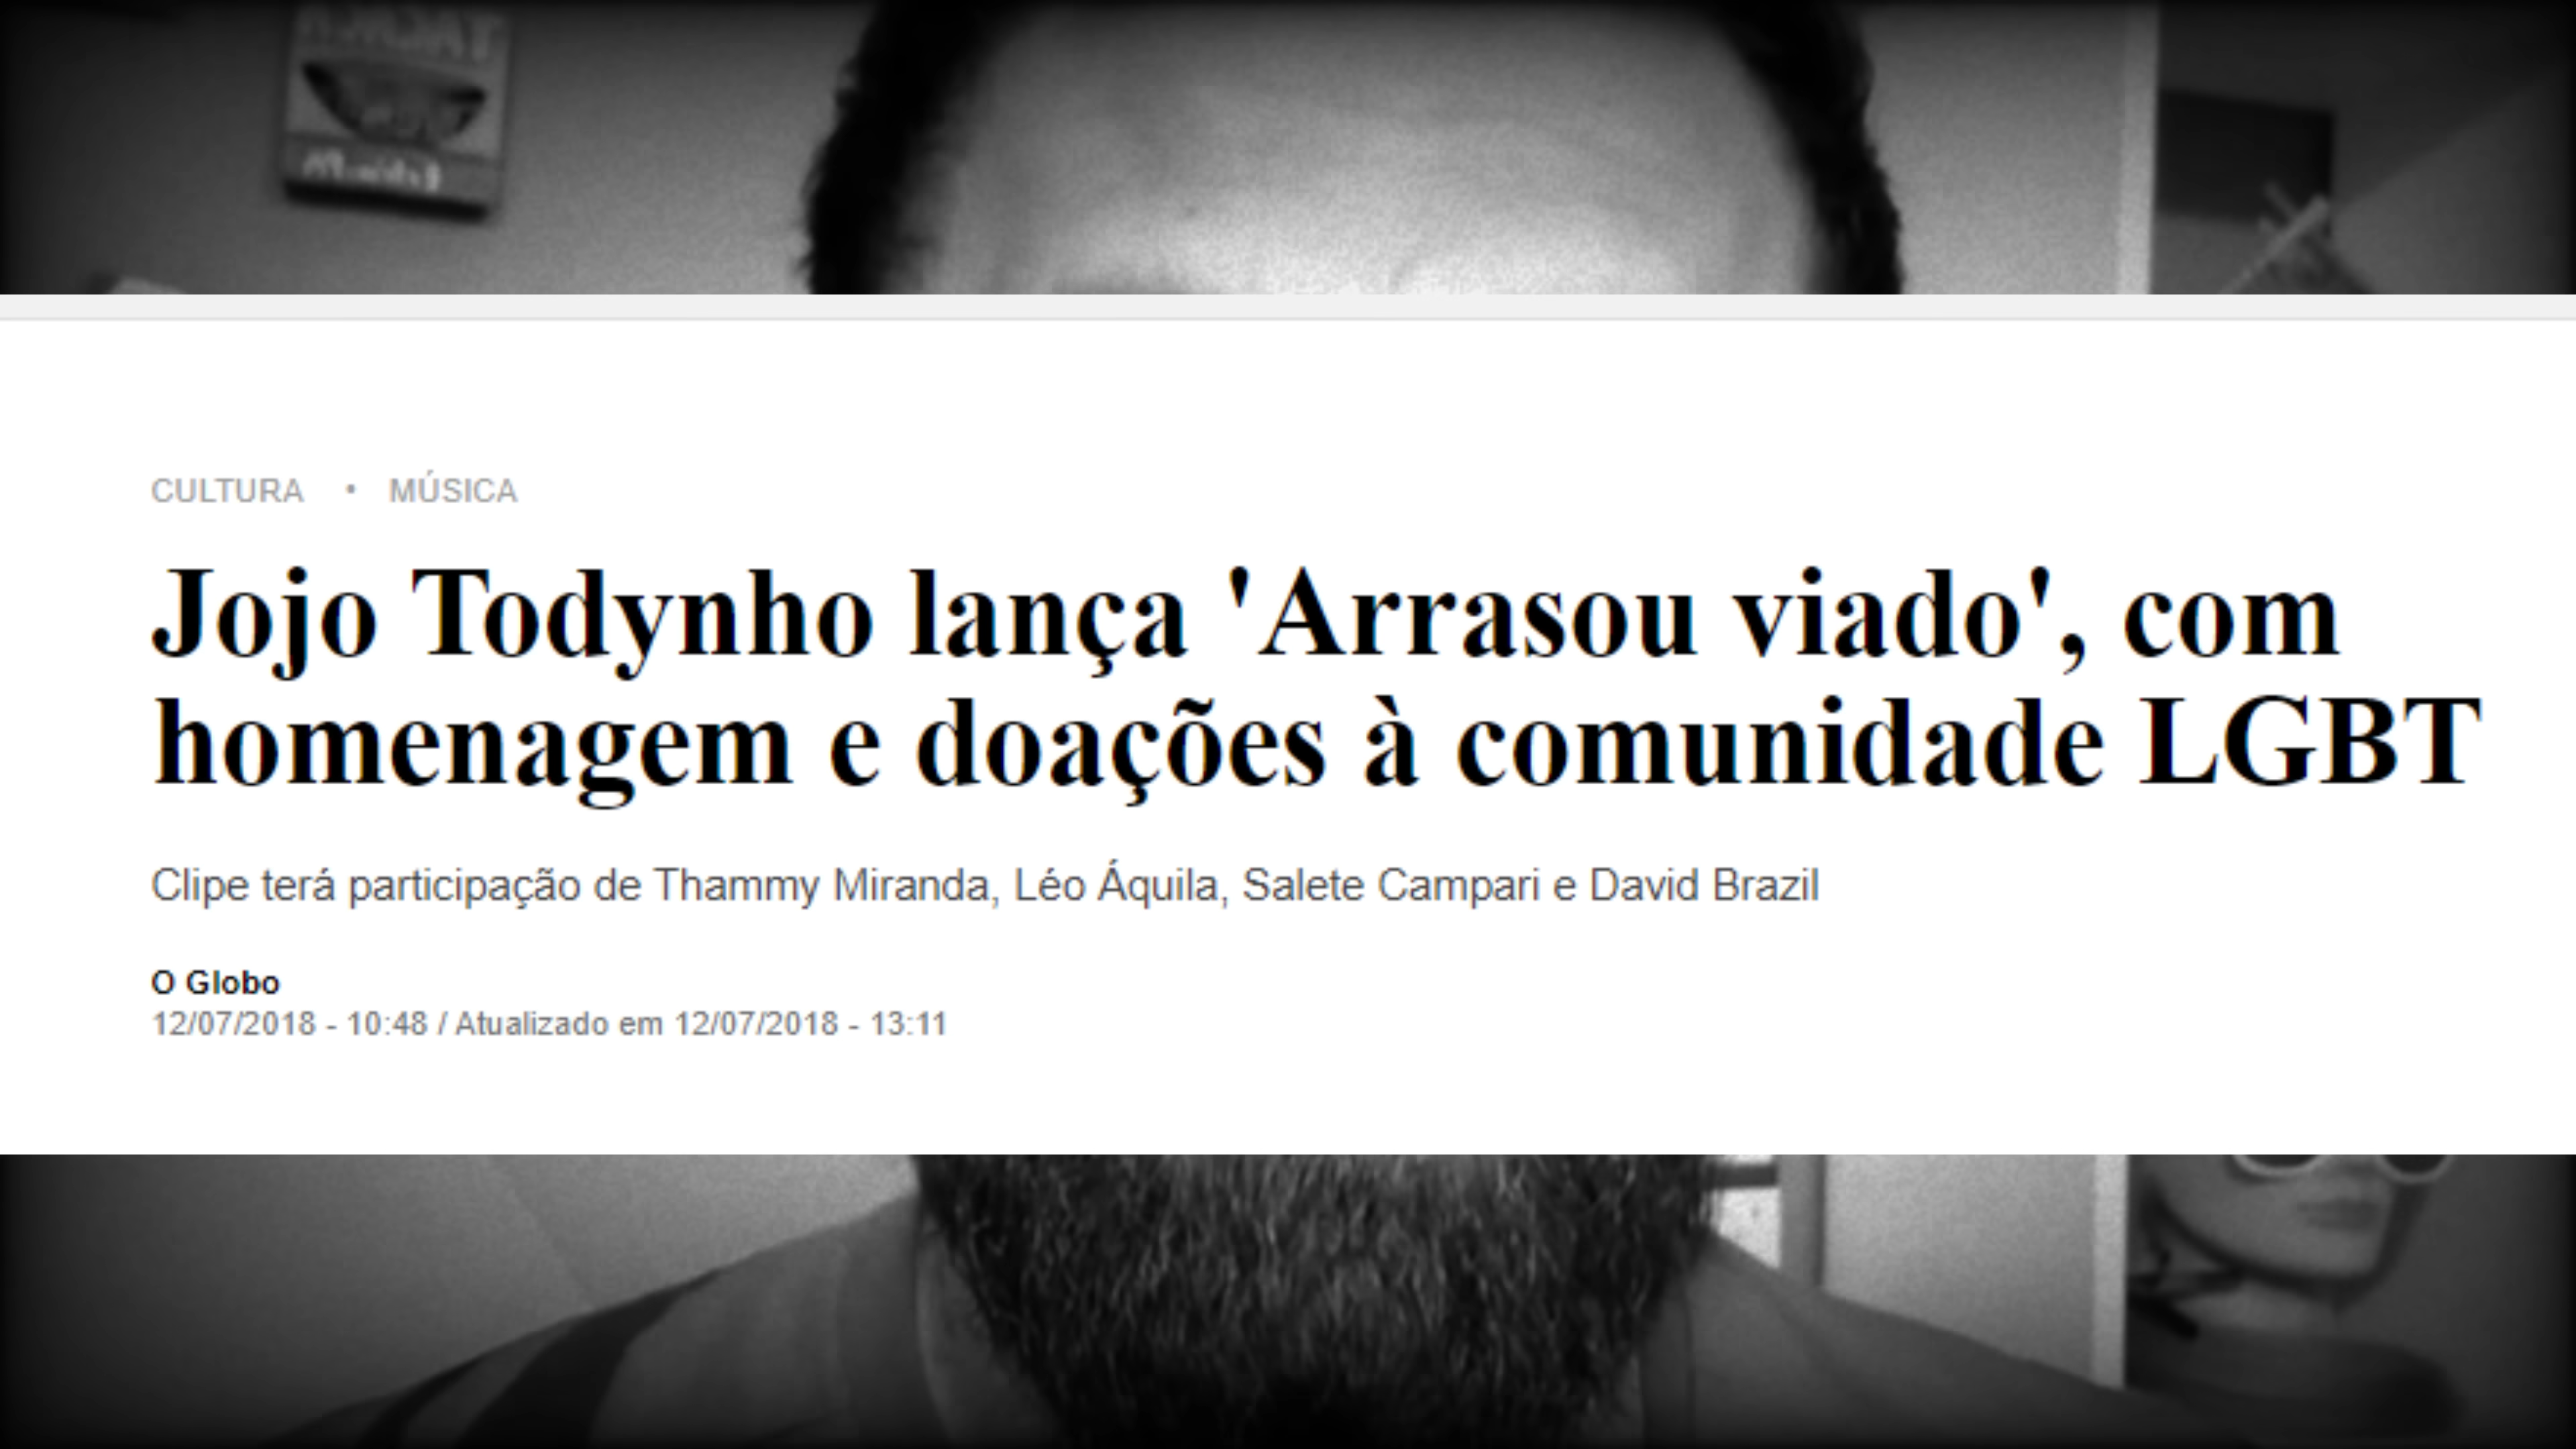 CULTURA • MÚSICA
Jojo Todynho lança 'Arrasou viado', com
homenagem e doações à comunidade LGBT
Clipe terá participação de Thammy Miranda, Léo Áquila, Salete Campari e David Brazil
O Globo
12/07/2018 - 10:48 / Atualizado em 12/07/2018 - 13:11